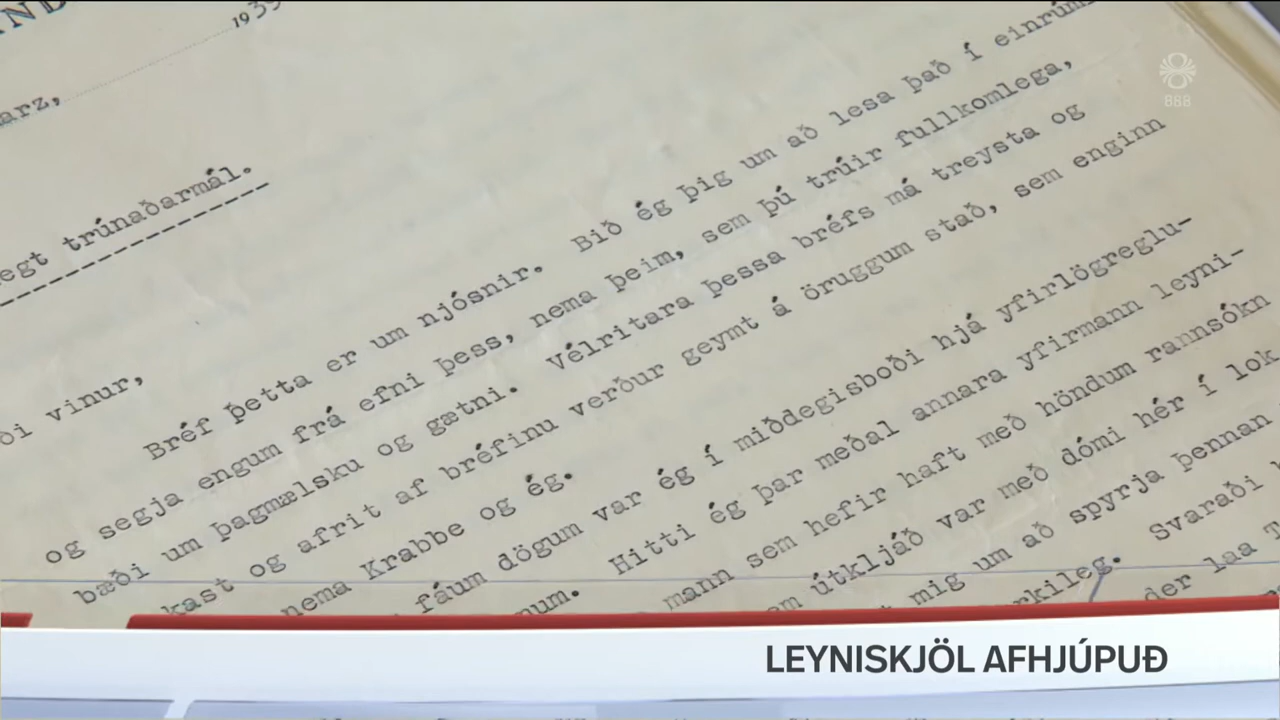 1939
arz,
egt trúnaðarmál.
ði vinur,
Bréf þetta er um njósnir. Bið ég þig um að lesa það í einrúm
og segja engum frá efni þess, nema þeim, sem þú trúir fullkomlega,
bæði um þagmælsku og gætni. Vélritara þessa bréfs má treysta og
kast og afrit af bréfinu verður geymt á öruggum stað, sem enginn
nema Krabbe og ég.
fáum dögum var ég í miðdegisboði hjá yfirlögreglu-
num. Hitti ég þar meðal annara yfirmann leyni-
mann sem hefir haft með höndum rannsókn
em útkljáð var með dómi hér í lok
mig um að spyrja þennan
rkileg. Svaraði
der laa
888
LEYNISKJÖL AFHJÚPUÐ